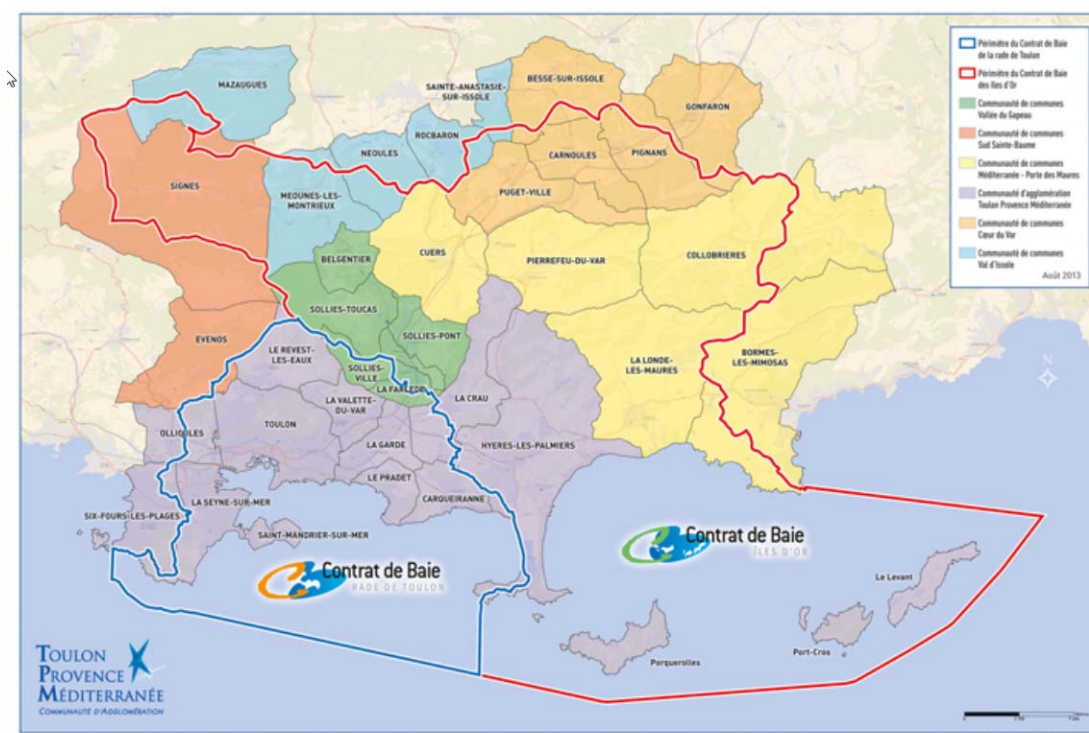 MAZAUGUES
SAINTE-ANASTASIE-
SUR-ISSOLE
BESSE-SUR-ISSOLE
GONFARON
ROCBARON
NEOULES
CARNOULES
PIGNANS
SIGNES
MEOUNES-LES-
MONTRIEUX
PUGET-VILLE
BELGENTIER
CUERS
PIERREFEU-DU-VAR
COLLOBRIERES
SOLLIES-TOUCAS
SOLLIES-PONT
EVENOS
LE REVEST-
LES-EAUX
SOLLIES-
VILLE
LA FARLEDE
LA LONDE-
LES-MAURES
BORMES-
LES-MIMOSAS
LA VALETTE-
DU-VAR
LA CRAU
OLLIOULES
TOULON
LA GARDE
HYERES-LES-PALMIERS
LE PRADET
LA SEYNE-SUR-MER
CARQUEIRANNE
SIX-FOURS-LES-PLAGES
SAINT-MANDRIER-SUR-MER
Contrat de Baie
RADE DE TOULON
Contrat de Baie
ÎLES D'OR
Le Levant
Port-Cros
Porquerolles
Périmètre du Contrat de Baie
de la rade de Toulon
Périmètre du Contrat de Baie
des îles d'Or
Communauté de communes
Vallée du Gapeau
Communauté de communes
Sud Sainte-Baume
Communauté de communes
Méditerranée - Porte des Maures
Communauté d'agglomération
Toulon Provence Méditerranée
Communauté de communes
Cœur du Var
Communauté de communes
Val d'Issole
Août 2013
N
TOULON
PROVENCE
MÉDITERRANÉE
COMMUNAUTÉ D'AGGLOMÉRATION